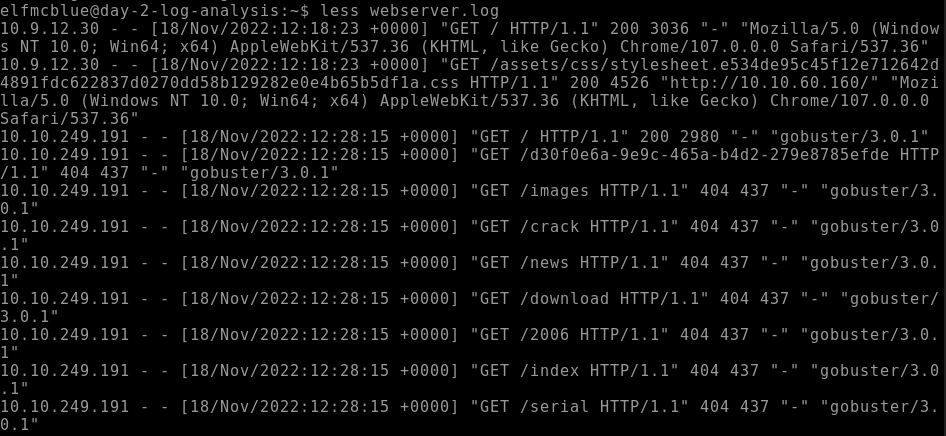 elfmcblue@day-2-log-analysis:~$ less webserver.log
10.9.12.30 - - [18/Nov/2022:12:18:23 +0000] "GET / HTTP/1.1" 200 3036 "-" "Mozilla/5.0 (Window
s NT 10.0; Win64; x64) AppleWebKit/537.36 (KHTML, like Gecko) Chrome/107.0.0.0 Safari/537.36"
10.9.12.30 - - [18/Nov/2022:12:18:23 +0000] "GET /assets/css/stylesheet.e534de95c45f12e712642d
4891fdc622837d0270dd58b129282e0e4b65b5df1a.css HTTP/1.1" 200 4526 "http://10.10.60.160/" "Mozi
lla/5.0 (Windows NT 10.0; Win64; x64) AppleWebKit/537.36 (KHTML, like Gecko) Chrome/107.0.0.0 
Safari/537.36"
10.10.249.191 - - [18/Nov/2022:12:28:15 +0000] "GET / HTTP/1.1" 200 2980 "-" "gobuster/3.0.1"
10.10.249.191 - - [18/Nov/2022:12:28:15 +0000] "GET /d30f0e6a-9e9c-465a-b4d2-279e8785efde HTTP
/1.1" 404 437 "-" "gobuster/3.0.1"
10.10.249.191 - - [18/Nov/2022:12:28:15 +0000] "GET /images HTTP/1.1" 404 437 "-" "gobuster/3.
0.1"
10.10.249.191 - - [18/Nov/2022:12:28:15 +0000] "GET /crack HTTP/1.1" 404 437 "-" "gobuster/3.0
.1"
10.10.249.191 - - [18/Nov/2022:12:28:15 +0000] "GET /news HTTP/1.1" 404 437 "-" "gobuster/3.0.
1"
10.10.249.191 - - [18/Nov/2022:12:28:15 +0000] "GET /download HTTP/1.1" 404 437 "-" "gobuster/
3.0.1"
10.10.249.191 - - [18/Nov/2022:12:28:15 +0000] "GET /2006 HTTP/1.1" 404 437 "-" "gobuster/3.0.
1"
10.10.249.191 - - [18/Nov/2022:12:28:15 +0000] "GET /index HTTP/1.1" 404 437 "-" "gobuster/3.0
.1"
10.10.249.191 - - [18/Nov/2022:12:28:15 +0000] "GET /serial HTTP/1.1" 404 437 "-" "gobuster/3.
0.1"